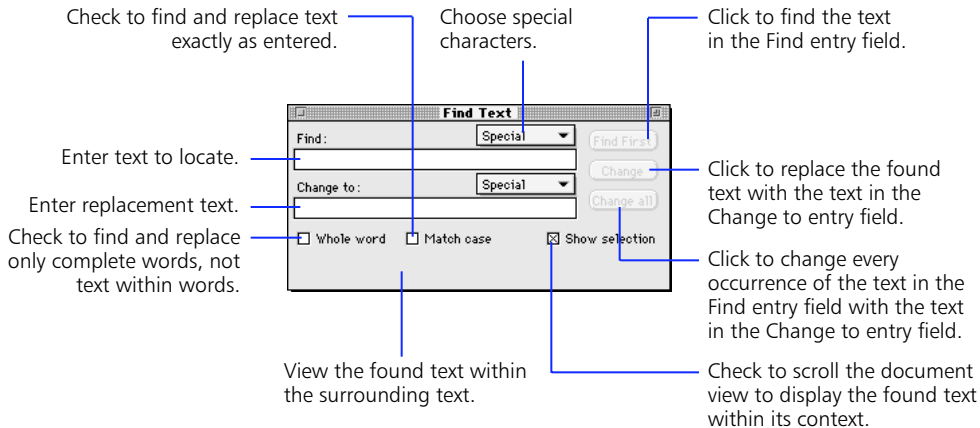 Check to find and replace text
exactly as entered.
Choose special
characters.
Click to find the text
in the Find entry field.
Find Text
Find:
Special
Find First
Enter text to locate.
Change
Click to replace the found
text with the text in the
Change to entry field.
Change to:
Special
Change all
Enter replacement text.
Check to find and replace
only complete words, not
text within words.
Whole word
Match case
Show selection
Click to change every
occurrence of the text in the
Find entry field with the text
in the Change to entry field.
View the found text within
the surrounding text.
Check to scroll the document
view to display the found text
within its context.